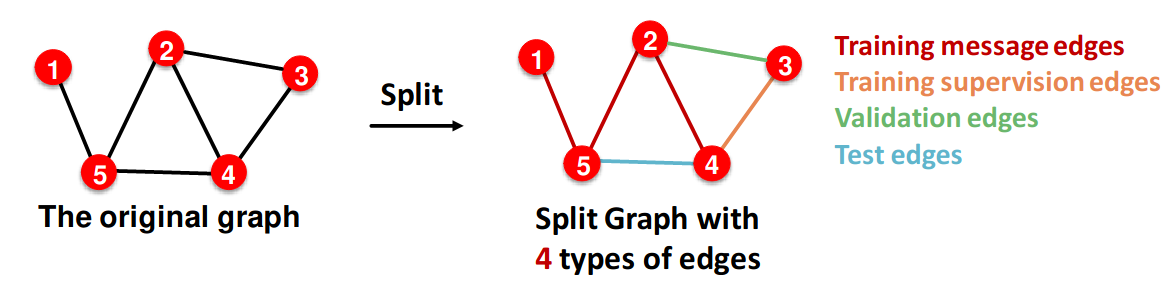 1
2
3
5
4
The original graph
Split
1
2
3
5
4
Split Graph with
4 types of edges
Training message edges
Training supervision edges
Validation edges
Test edges